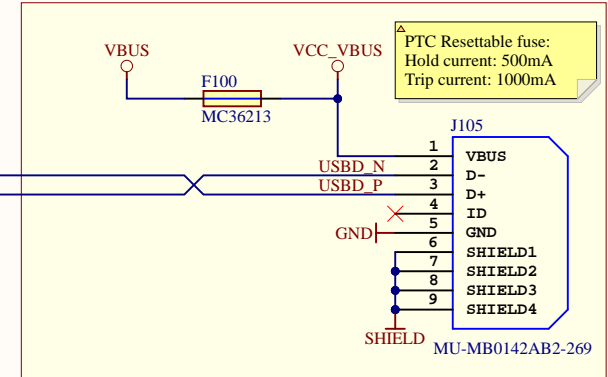 PTC Resettable fuse:
Hold current: 500mA
Trip current: 1000mA
VBUS
VCC_VBUS
F100
MC36213
J105
1
VBUS
USBD_N
2
D-
USBD_P
3
D+
4
ID
GND
5
GND
6
SHIELD1
7
SHIELD2
8
SHIELD3
9
SHIELD4
SHIELD
MU-MB0142AB2-269